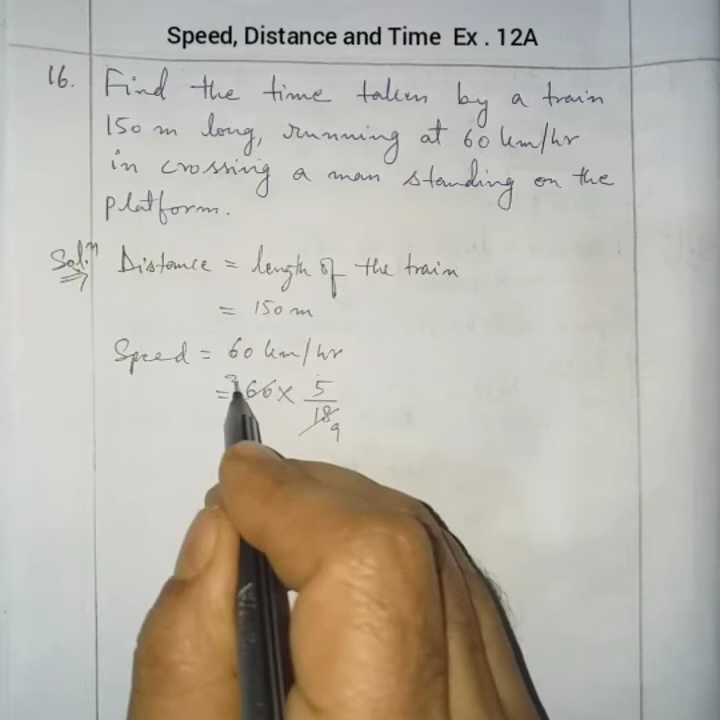 Speed, Distance and Time Ex . 12A
16. Find the time taken by a train
150 m long, running at 60 km/hr
in crossing a man standing on the
platform.
Sol.ⁿ Distance = length of the train
= 150 m
Speed = 60 km/hr
= 60 × 5/18 9